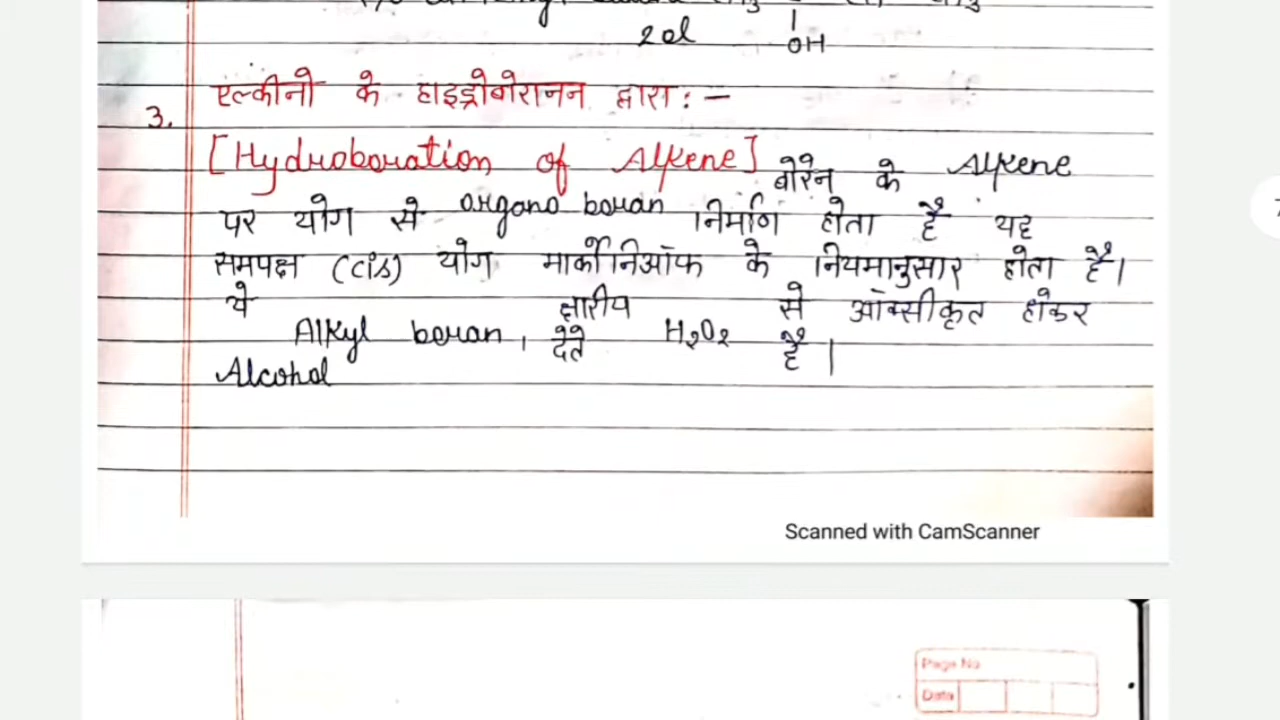 2al
OH
3. एल्कीनो के हाइड्रोबोरानन द्वारा : -
[Hydroboration of Alkene] बोरेन के Alkene
पर योग से organo boran निर्माण होता है यह
समपक्ष (cis) योग मार्कोनिऑफ के नियमानुसार होता है।
ये Alkyl boran, क्षारीय H₂O₂ से ऑक्सीकृत होकर
Alcohol देते है |
Scanned with CamScanner
Page No
Date